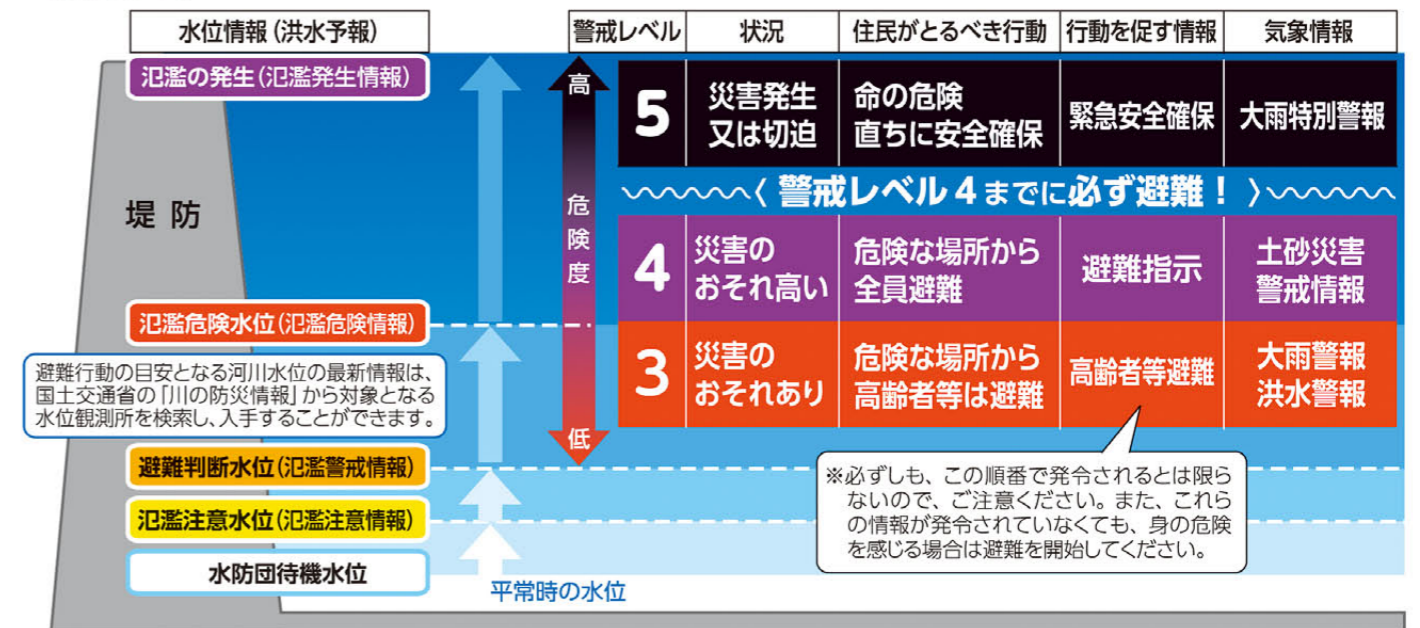 水位情報(洪水予報)
警戒レベル
状況
住民がとるべき行動
行動を促す情報
気象情報
氾濫の発生(氾濫発生情報)
堤防
氾濫危険水位(氾濫危険情報)
避難行動の目安となる河川水位の最新情報は、
国土交通省の「川の防災情報」から対象となる
水位観測所を検索し、入手することができます。
避難判断水位(氾濫警戒情報)
氾濫注意水位(氾濫注意情報)
水防団待機水位
平常時の水位
高
危険度
低
5
災害発生
又は切迫
命の危険
直ちに安全確保
緊急安全確保
大雨特別警報
〈 警戒レベル4までに必ず避難! 〉
4
災害の
おそれ高い
危険な場所から
全員避難
避難指示
土砂災害
警戒情報
3
災害の
おそれあり
危険な場所から
高齢者等は避難
高齢者等避難
大雨警報
洪水警報
※必ずしも、この順番で発令されるとは限ら
ないので、ご注意ください。また、これら
の情報が発令されていなくても、身の危険
を感じる場合は避難を開始してください。